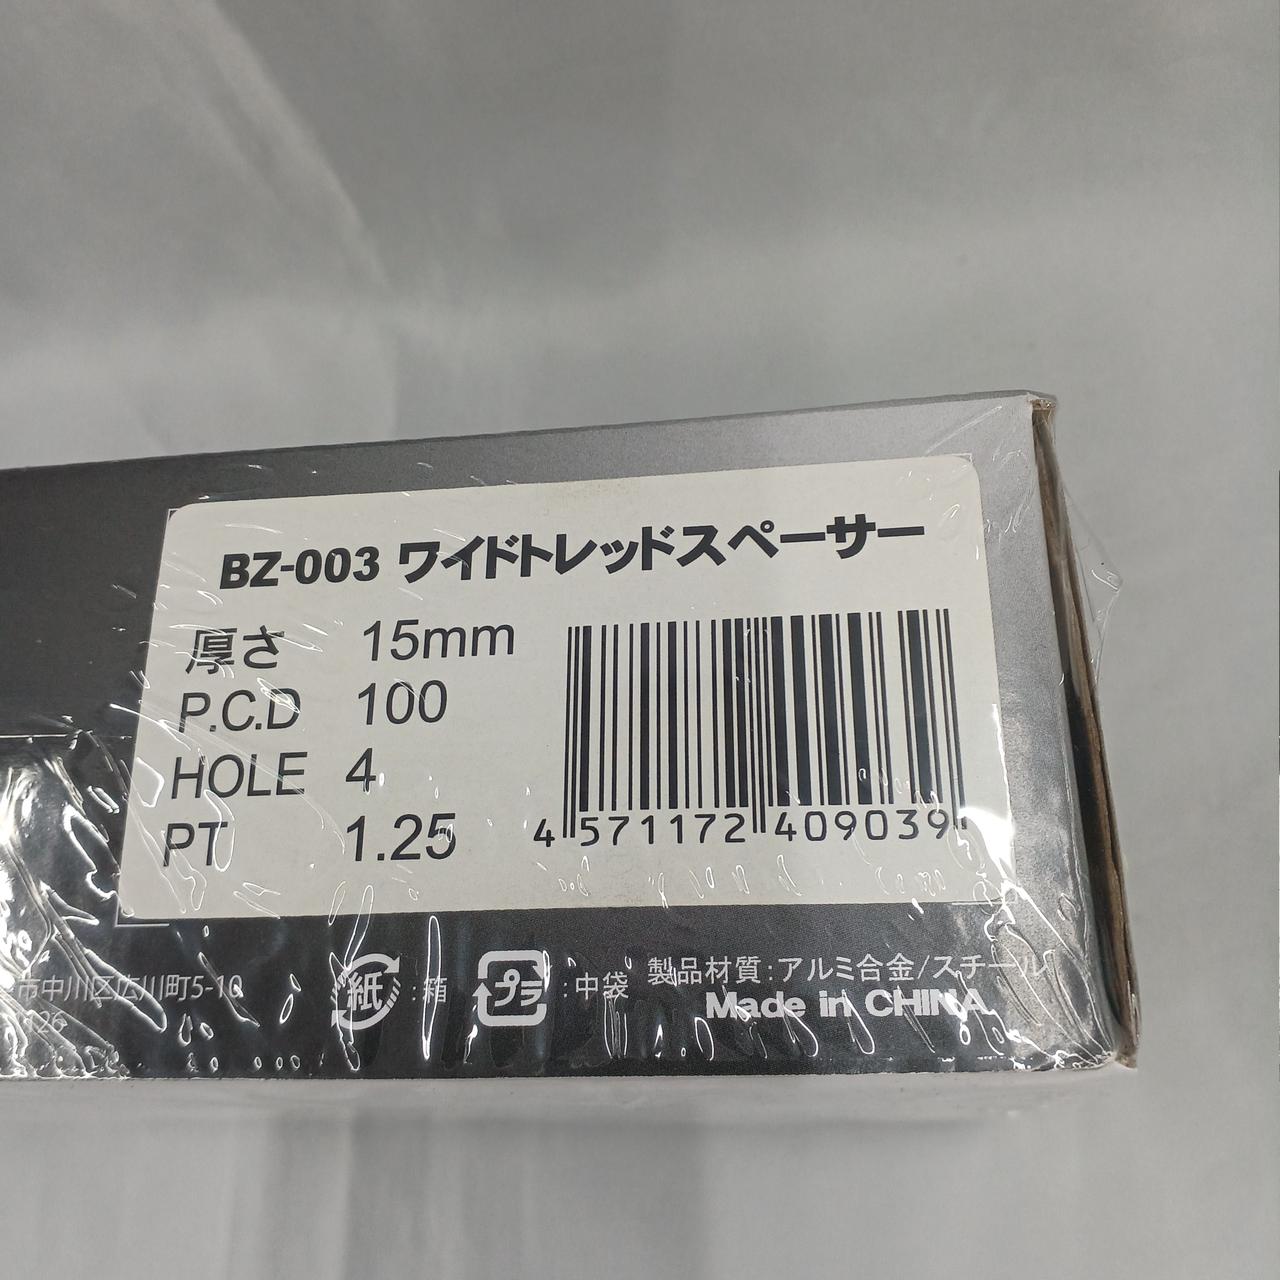 BZ-003 ワイドトレッドスペーサー
厚さ 15mm
P.C.D 100
HOLE 4
PT 1.25
4 571172 409039
市中川区広川町5-10
紙 :箱
プラ :中袋
製品材質:アルミ合金/スチール
Made in CHINA